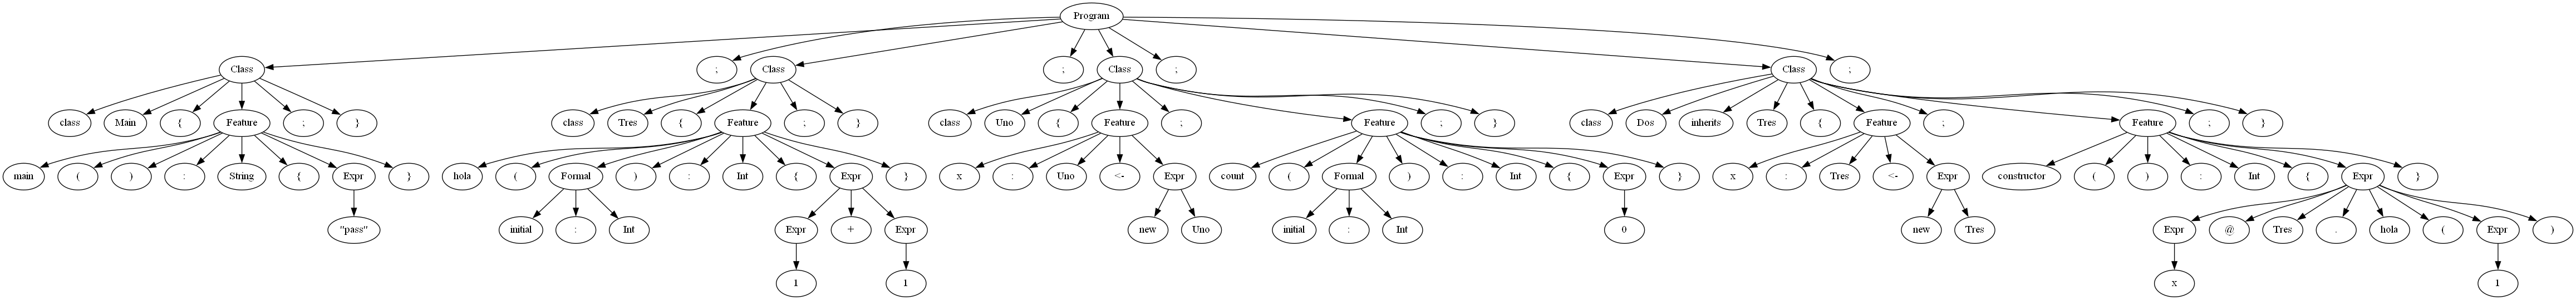 Program
Class ; Class ; Class ; Class ;
class Main { Feature ; } class Tres { Feature ; } class Uno { Feature ; Feature ; } class Dos inherits Tres { Feature ; Feature ; }
main ( ) : String { Expr } hola ( Formal ) : Int { Expr } x : Uno <- Expr count ( Formal ) : Int { Expr } x : Tres <- Expr constructor ( ) : Int { Expr }
"pass" initial : Int Expr + Expr new Uno initial : Int 0 new Tres Expr @ Tres . hola ( Expr )
1 1 x 1